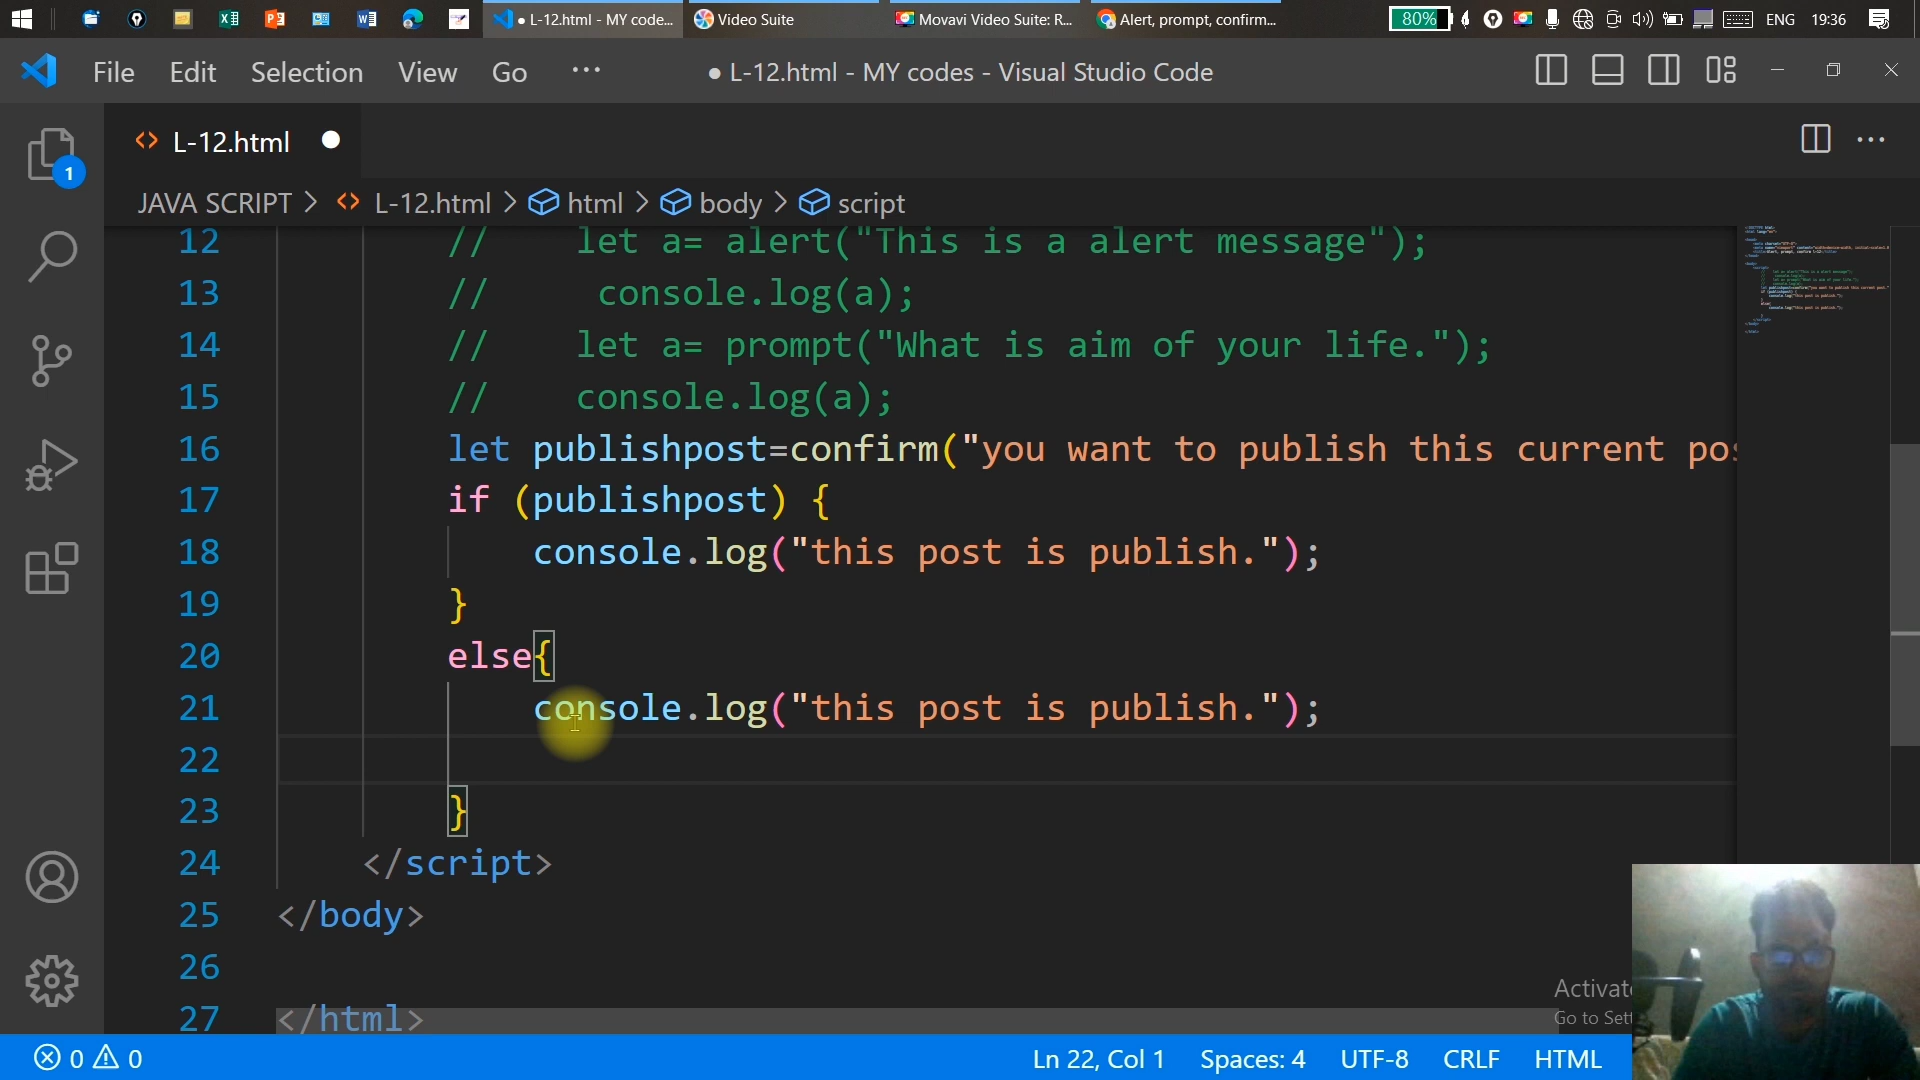 ● L-12.html - MY code...
Video Suite
Movavi Video Suite: R...
Alert, prompt, confirm...
80%
ENG
19:36
File Edit Selection View Go ···
● L-12.html - MY codes - Visual Studio Code
L-12.html
1
JAVA SCRIPT > L-12.html > html > body > script
12 // let a= alert("This is a alert message");
13 // console.log(a);
14 // let a= prompt("What is aim of your life.");
15 // console.log(a);
16 let publishpost=confirm("you want to publish this current pos
17 if (publishpost) {
18 console.log("this post is publish.");
19 }
20 else{
21 console.log("this post is publish.");
22
23 }
24 </script>
25 </body>
26
27 </html>
Activate
Go to Sett
0 0
Ln 22, Col 1 Spaces: 4 UTF-8 CRLF HTML